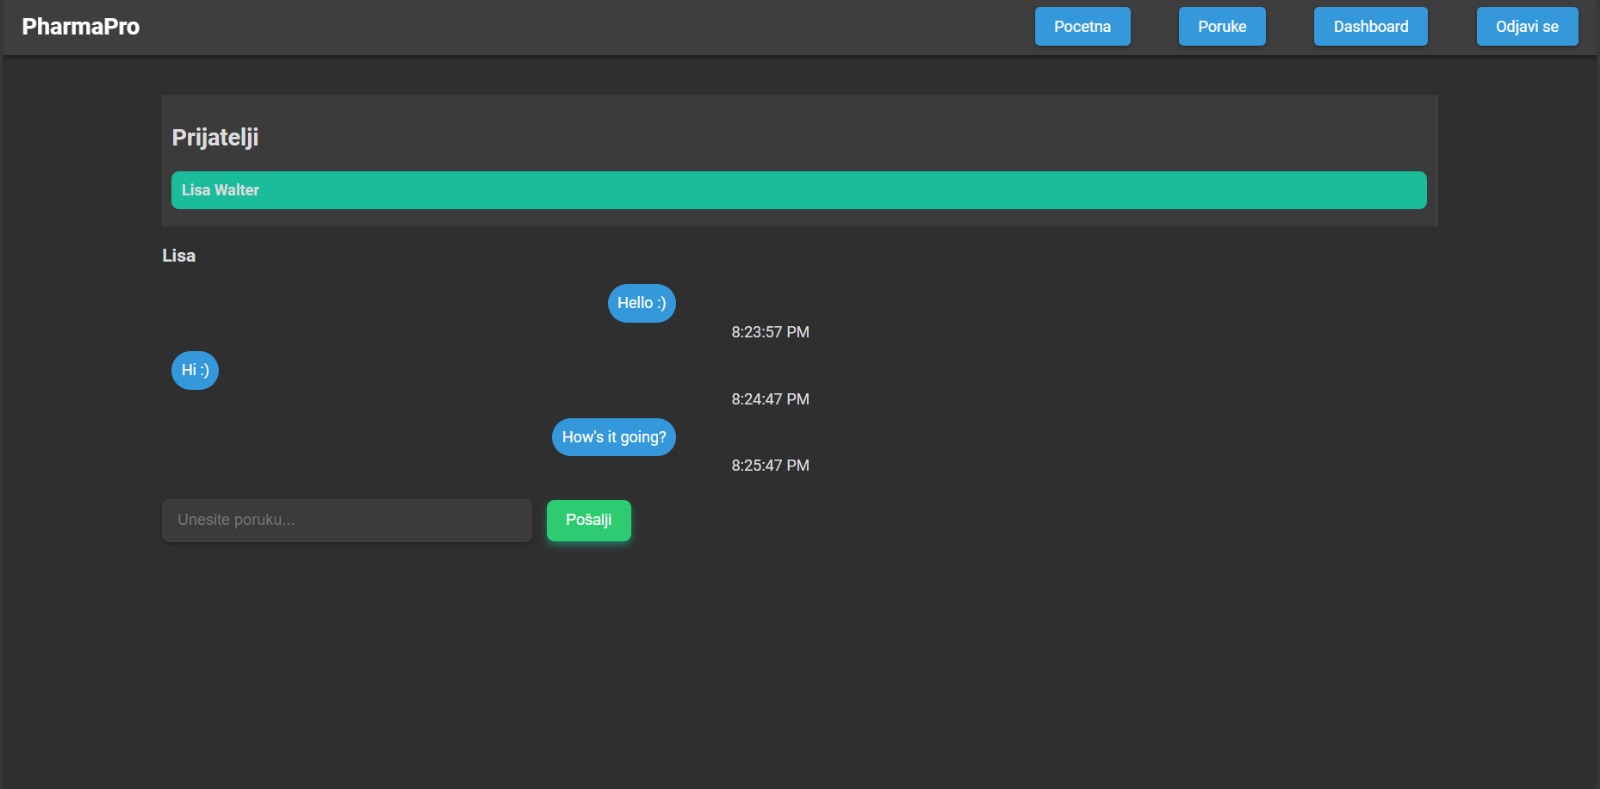 PharmaPro
Pocetna
Poruke
Dashboard
Odjavi se
Prijatelji
Lisa Walter
Lisa
Hello :)
8:23:57 PM
Hi :)
8:24:47 PM
How's it going?
8:25:47 PM
Unesite poruku...
Pošalji